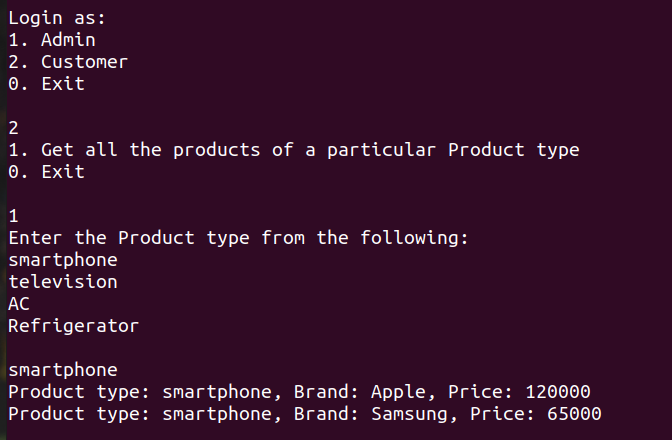 Login as:
1. Admin
2. Customer
0. Exit
2
1. Get all the products of a particular Product type
0. Exit
1
Enter the Product type from the following:
smartphone
television
AC
Refrigerator
smartphone
Product type: smartphone, Brand: Apple, Price: 120000
Product type: smartphone, Brand: Samsung, Price: 65000